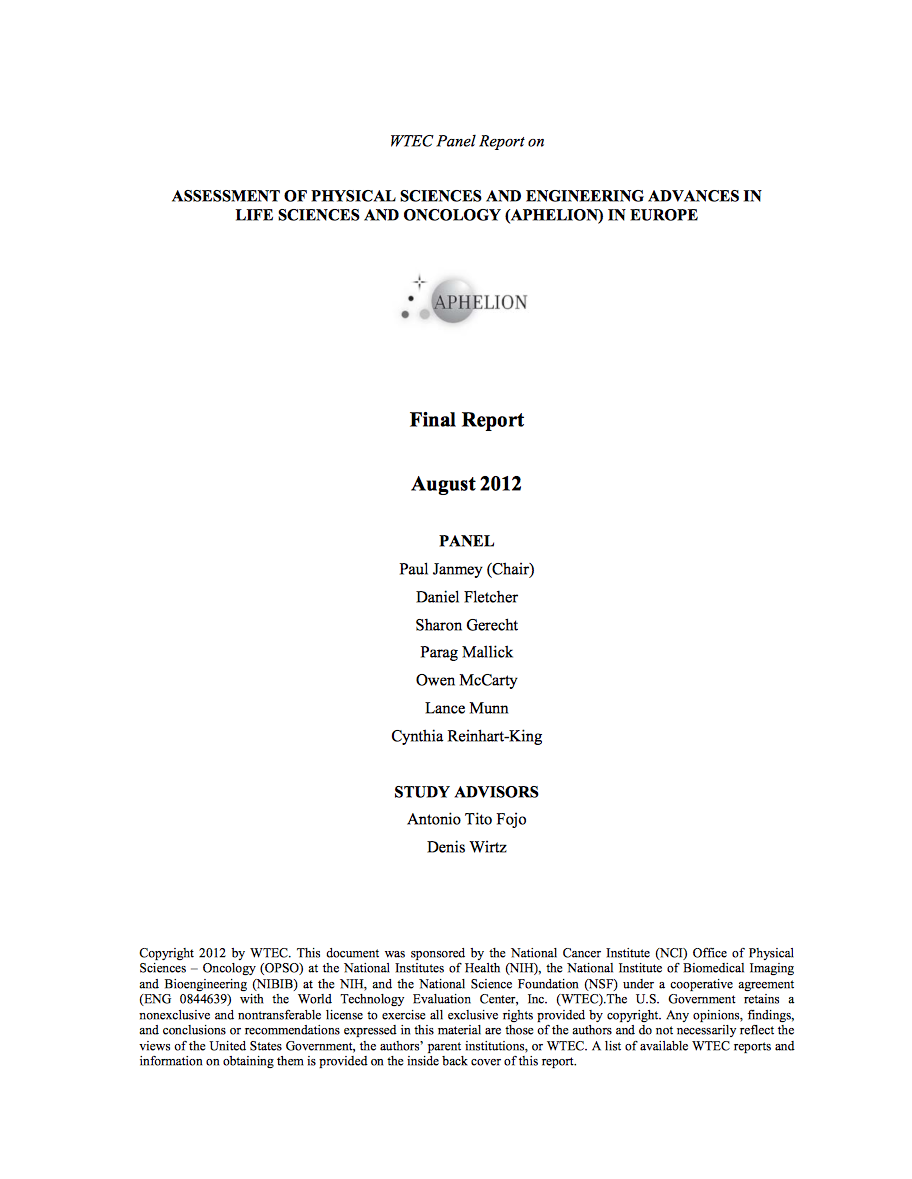 WTEC Panel Report on
ASSESSMENT OF PHYSICAL SCIENCES AND ENGINEERING ADVANCES IN
LIFE SCIENCES AND ONCOLOGY (APHELION) IN EUROPE
APHELION
Final Report
August 2012
PANEL
Paul Janmey (Chair)
Daniel Fletcher
Sharon Gerecht
Parag Mallick
Owen McCarty
Lance Munn
Cynthia Reinhart-King
STUDY ADVISORS
Antonio Tito Fojo
Denis Wirtz
Copyright 2012 by WTEC. This document was sponsored by the National Cancer Institute (NCI) Office of Physical
Sciences – Oncology (OPSO) at the National Institutes of Health (NIH), the National Institute of Biomedical Imaging
and Bioengineering (NIBIB) at the NIH, and the National Science Foundation (NSF) under a cooperative agreement
(ENG 0844639) with the World Technology Evaluation Center, Inc. (WTEC).The U.S. Government retains a
nonexclusive and nontransferable license to exercise all exclusive rights provided by copyright. Any opinions, findings,
and conclusions or recommendations expressed in this material are those of the authors and do not necessarily reflect the
views of the United States Government, the authors' parent institutions, or WTEC. A list of available WTEC reports and
information on obtaining them is provided on the inside back cover of this report.